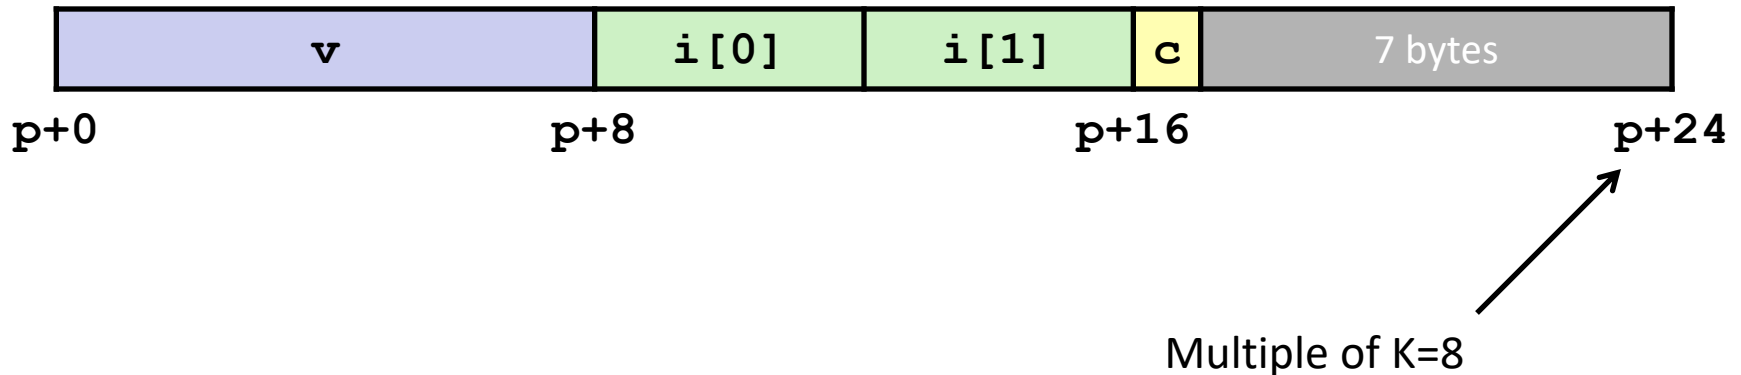 v i[0] i[1] c 7 bytes
p+0 p+8 p+16 p+24
Multiple of K=8